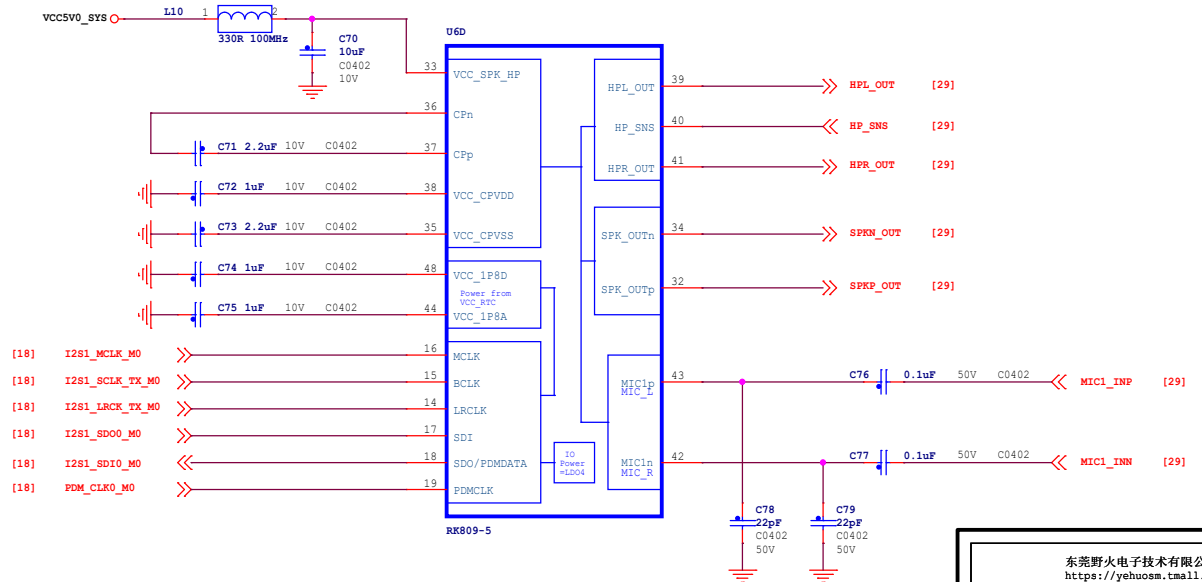 VCC5V0_SYS
L10
1
2
330R 100MHz
C70
10uF
C0402
10V
U6D
33 VCC_SPK_HP
36 CPn
C71 2.2uF 10V C0402 37 CPp
C72 1uF 10V C0402 38 VCC_CPVDD
C73 2.2uF 10V C0402 35 VCC_CPVSS
C74 1uF 10V C0402 48 VCC_1P8D
Power from
VCC_RTC
C75 1uF 10V C0402 44 VCC_1P8A
[18] I2S1_MCLK_M0 16 MCLK
[18] I2S1_SCLK_TX_M0 15 BCLK
[18] I2S1_LRCK_TX_M0 14 LRCLK
[18] I2S1_SDO0_M0 17 SDI
[18] I2S1_SDI0_M0 18 SDO/PDMDATA
[18] PDM_CLK0_M0 19 PDMCLK
IO
Power
=LDO4
HPL_OUT 39 HPL_OUT [29]
HP_SNS 40 HP_SNS [29]
HPR_OUT 41 HPR_OUT [29]
SPK_OUTn 34 SPKN_OUT [29]
SPK_OUTp 32 SPKP_OUT [29]
MIC1p 43 C76 0.1uF 50V C0402 MIC1_INP [29]
MIC_L
MIC1n 42 C77 0.1uF 50V C0402 MIC1_INN [29]
MIC_R
C78
22pF
C0402
50V
C79
22pF
C0402
50V
RK809-5
东莞野火电子技术有限公
https://yehuosm.tmall.